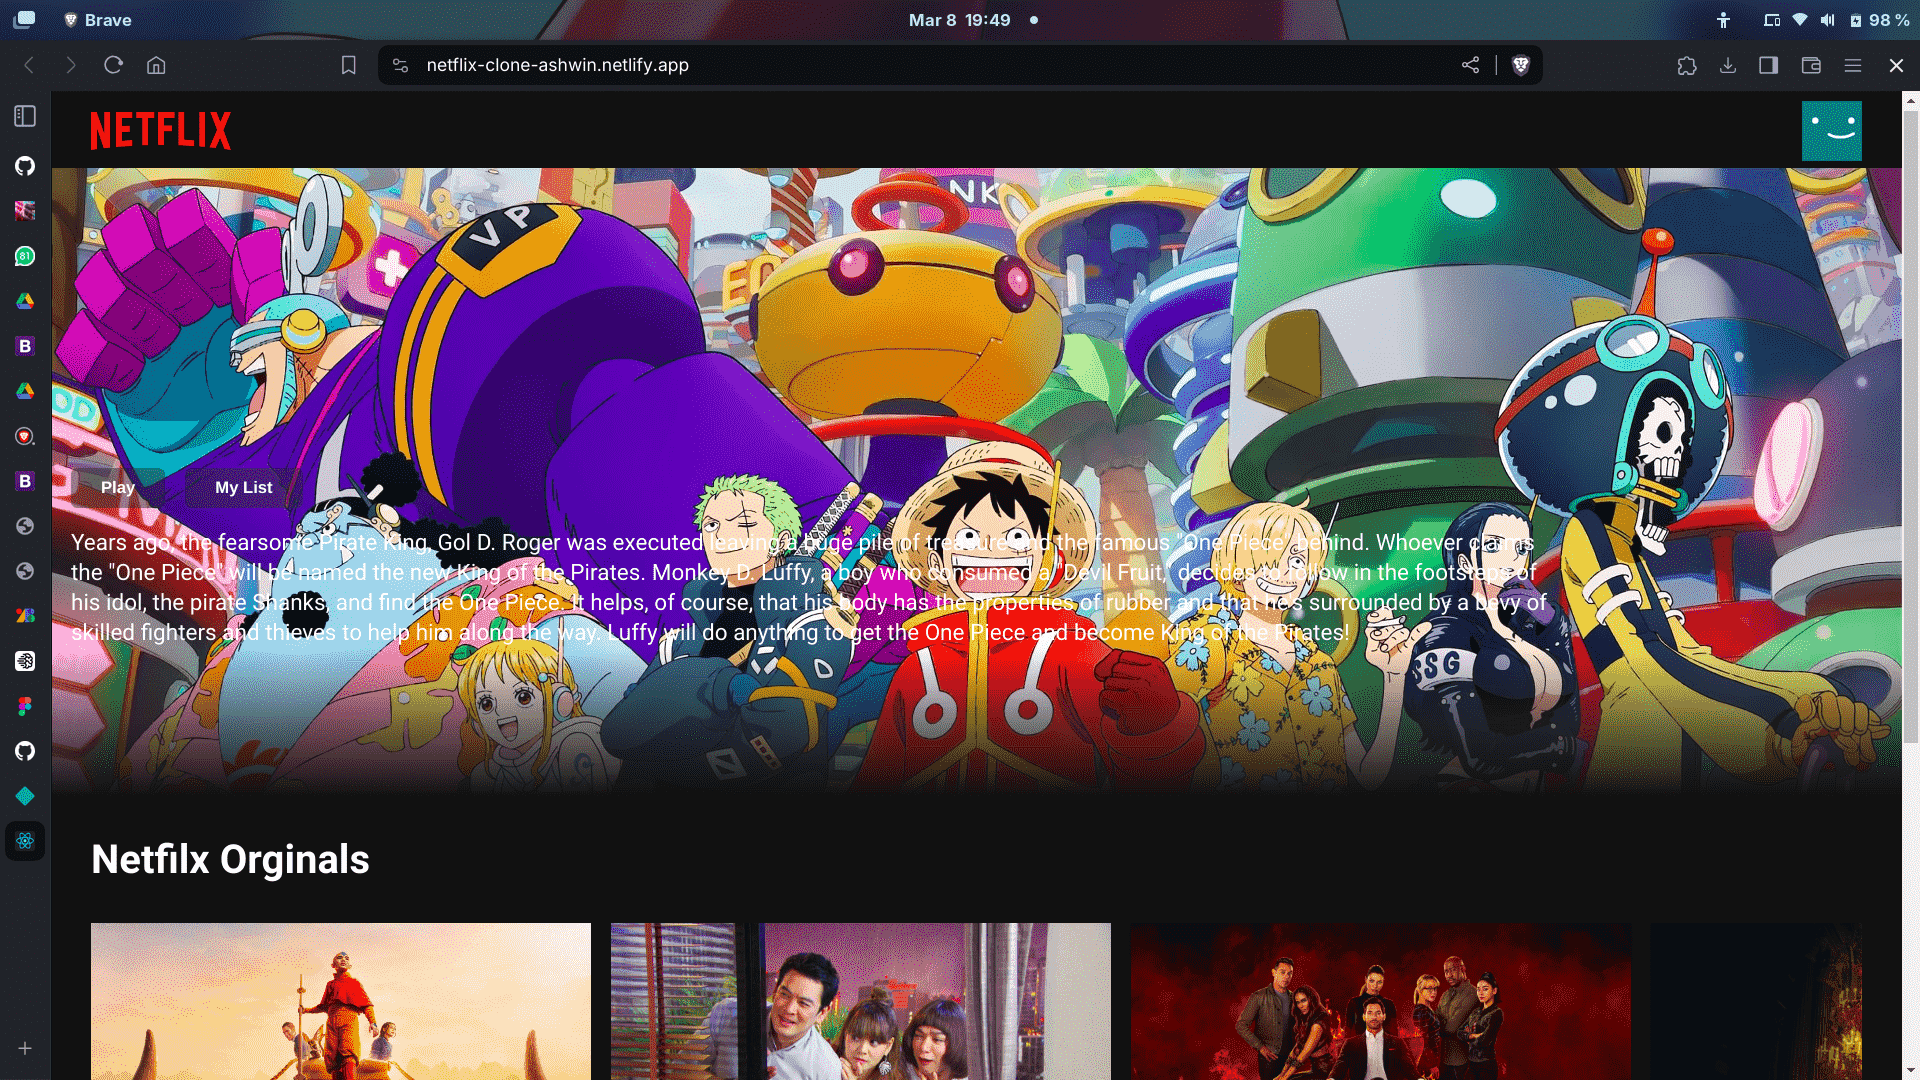 Brave
Mar 8 19:49
98 %
netflix-clone-ashwin.netlify.app
NETFLIX
VP
NK
81
B
B
Play
My List
Years ago, the fearsome Pirate King, Gol D. Roger was executed leaving a huge pile of treasure and the famous "One Piece" behind. Whoever claims
the "One Piece" will be named the new King of the Pirates. Monkey D. Luffy, a boy who consumed a "Devil Fruit," decides to follow in the footsteps of
his idol, the pirate Shanks, and find the One Piece. It helps, of course, that his body has the properties of rubber and that he's surrounded by a bevy of
skilled fighters and thieves to help him along the way. Luffy will do anything to get the One Piece and become King of the Pirates!
SSG
Netfilx Orginals